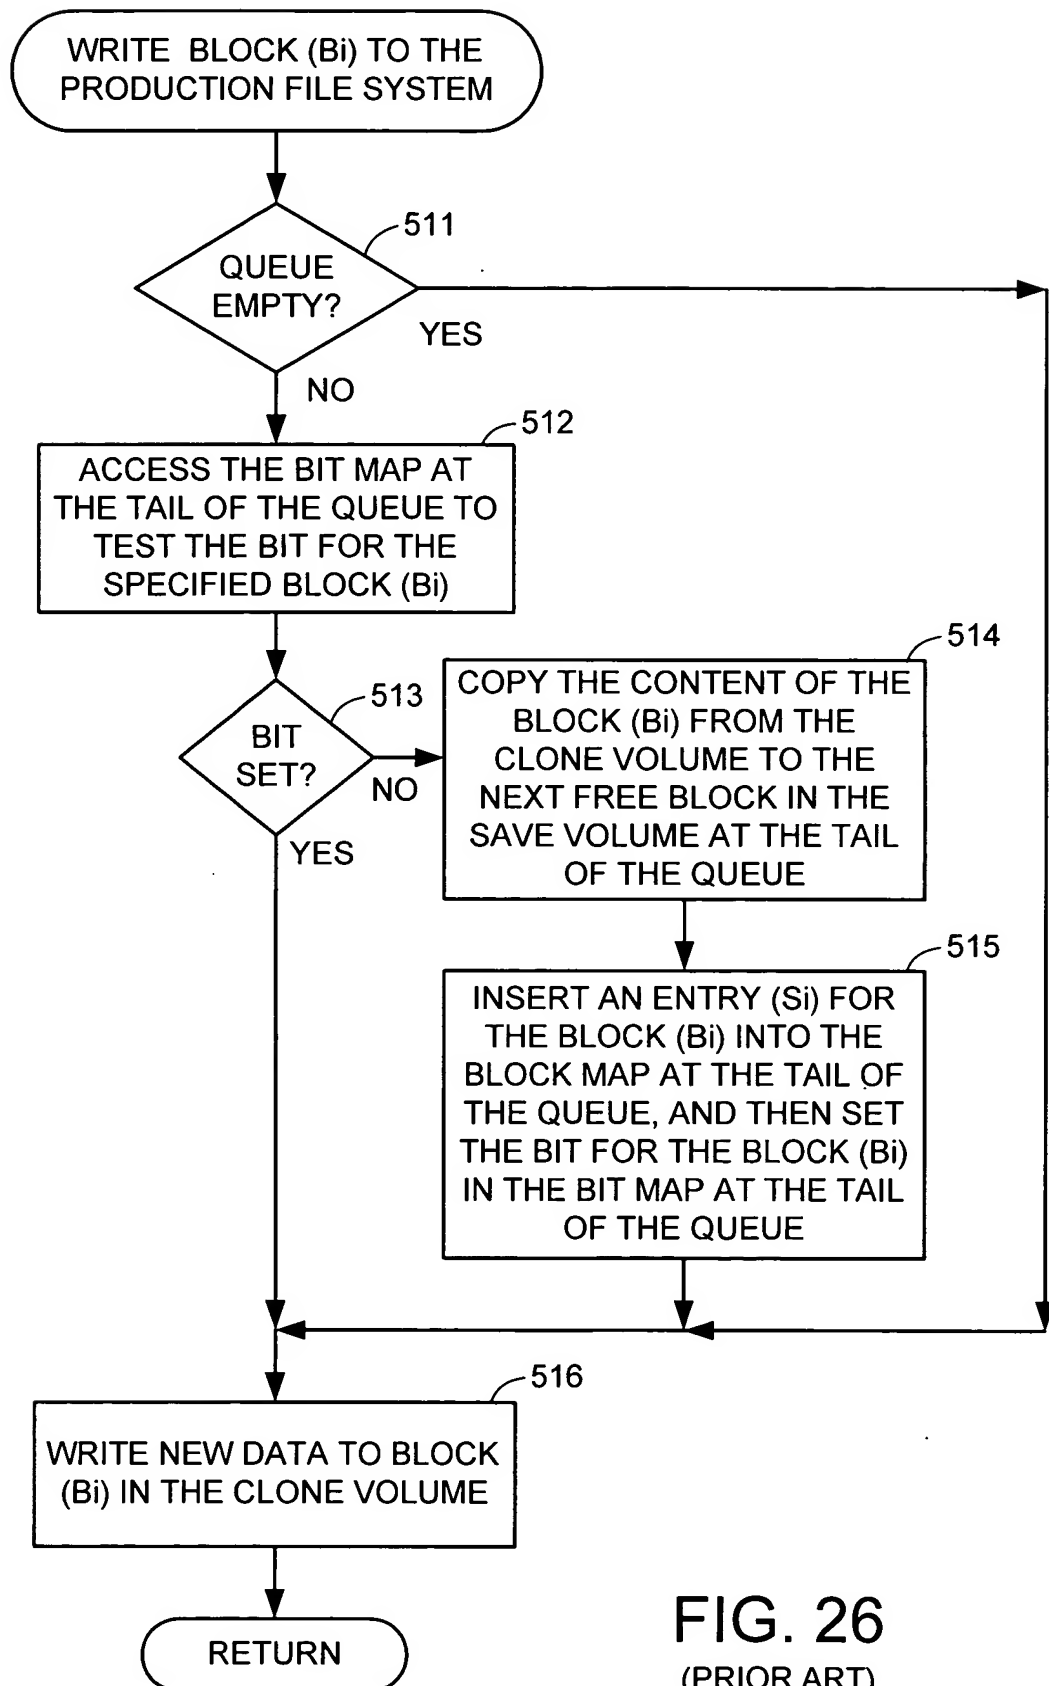 WRITE BLOCK (Bi) TO THE
PRODUCTION FILE SYSTEM
511
QUEUE
EMPTY?
YES
NO
512
ACCESS THE BIT MAP AT
THE TAIL OF THE QUEUE TO
TEST THE BIT FOR THE
SPECIFIED BLOCK (Bi)
513
BIT
SET?
NO
YES
514
COPY THE CONTENT OF THE
BLOCK (Bi) FROM THE
CLONE VOLUME TO THE
NEXT FREE BLOCK IN THE
SAVE VOLUME AT THE TAIL
OF THE QUEUE
515
INSERT AN ENTRY (Si) FOR
THE BLOCK (Bi) INTO THE
BLOCK MAP AT THE TAIL OF
THE QUEUE, AND THEN SET
THE BIT FOR THE BLOCK (Bi)
IN THE BIT MAP AT THE TAIL
OF THE QUEUE
516
WRITE NEW DATA TO BLOCK
(Bi) IN THE CLONE VOLUME
RETURN
FIG. 26
(PRIOR ART)